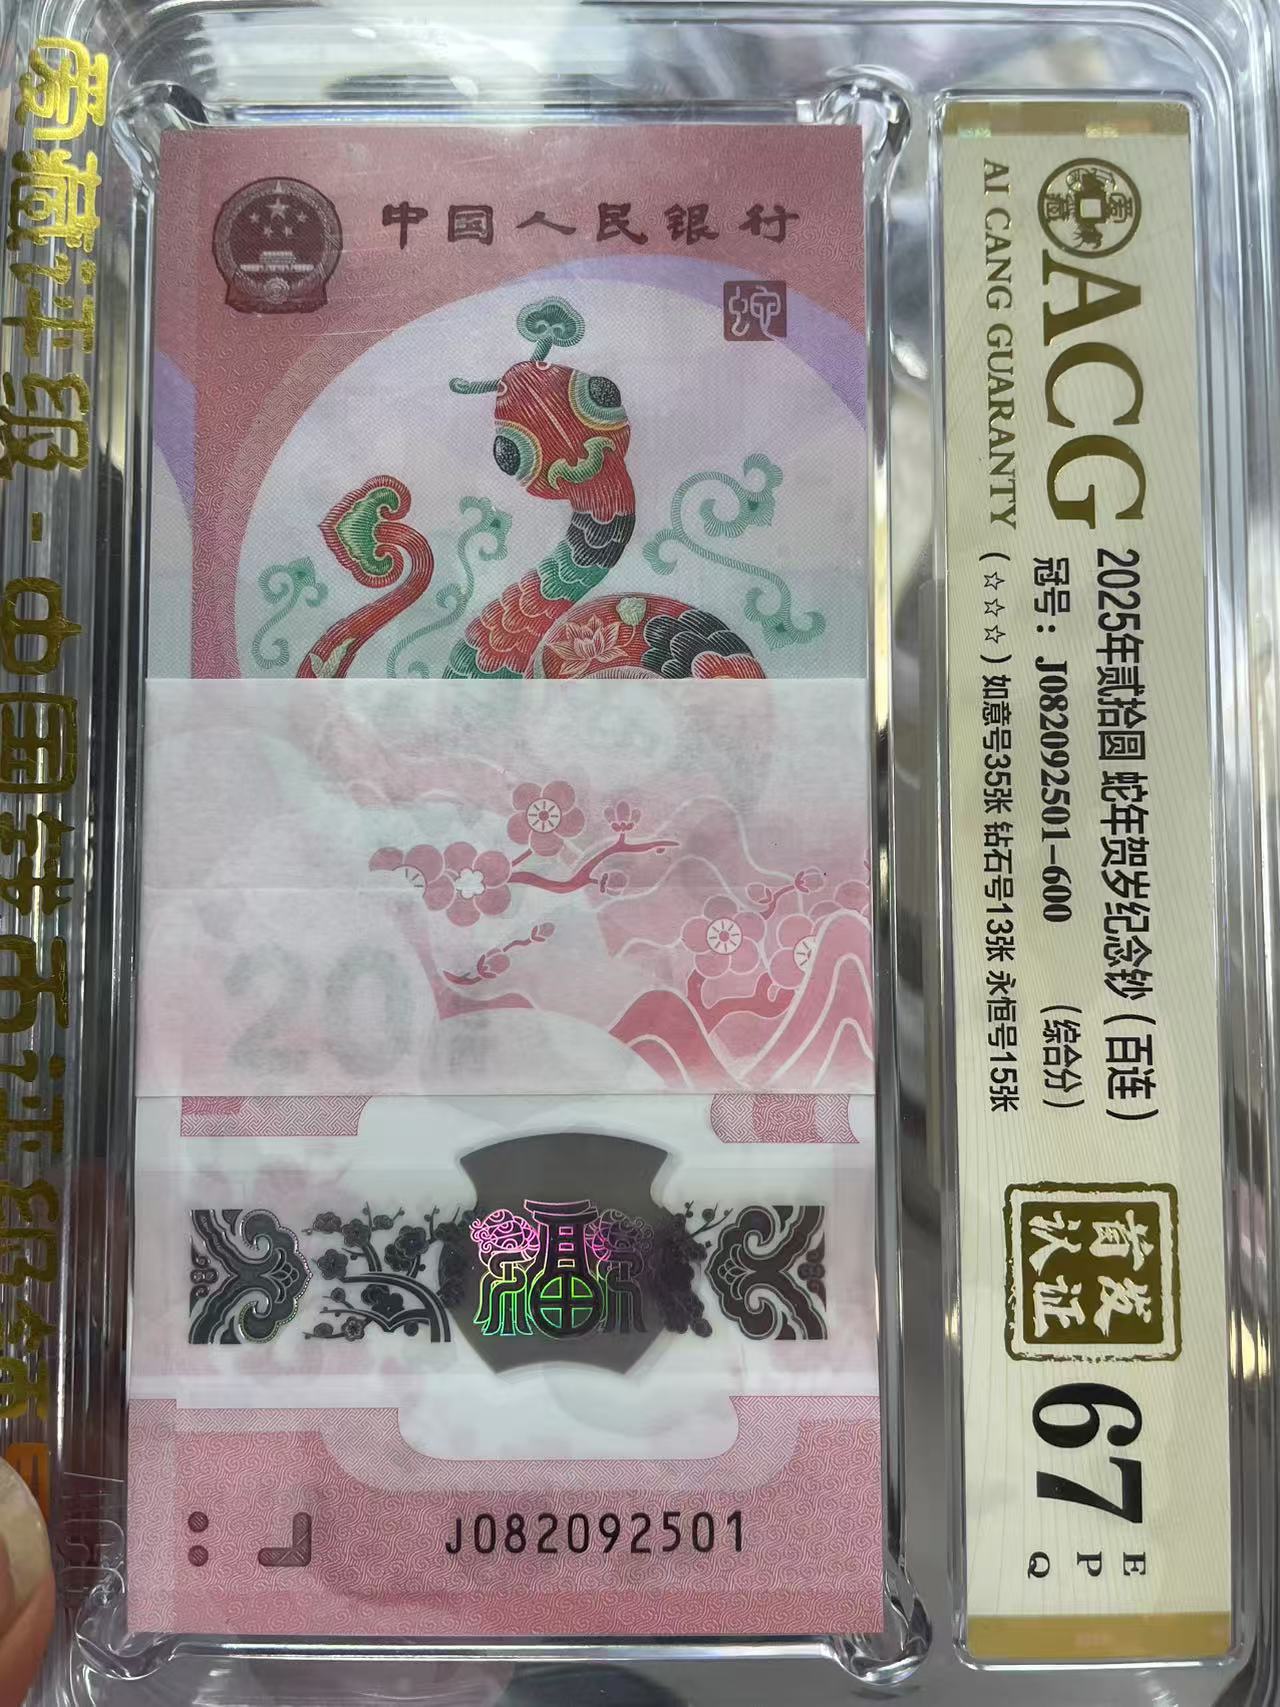 中国人民银行
蛇
J082092501
ACG
AI CANG GUARANTY
2025年贰拾圆 蛇年贺岁纪念钞（百连）
冠号：J082092501-600 （综合分）
（☆☆☆）如意号35张 钻石号13张 永恒号15张
首发
认证
67
E
P
Q
爱藏评级-中国钱币评级